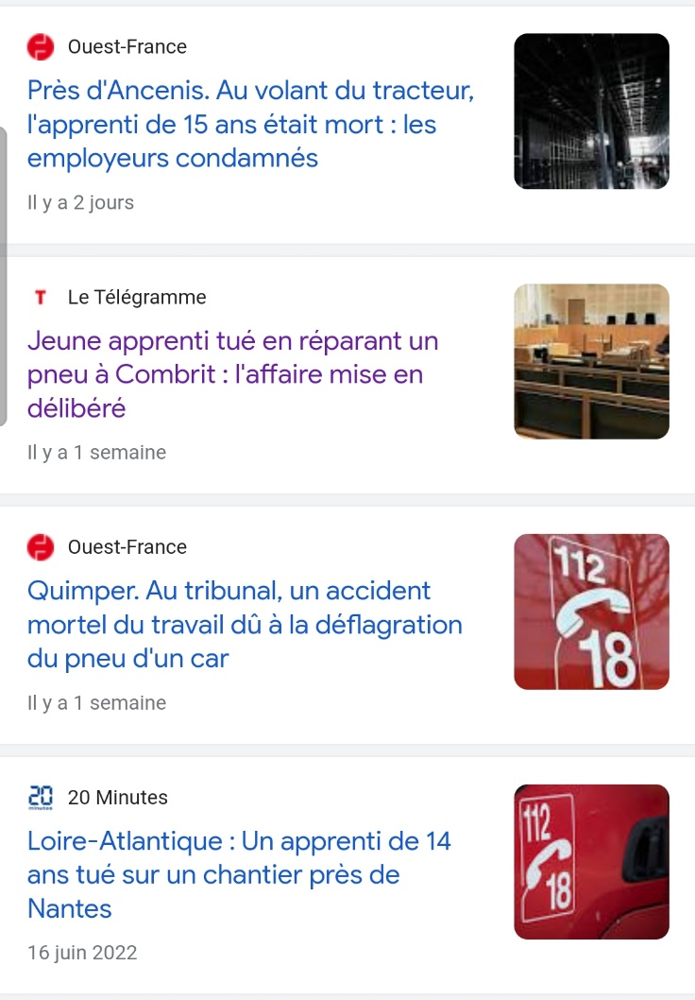 Ouest-France
Près d'Ancenis. Au volant du tracteur,
l'apprenti de 15 ans était mort : les
employeurs condamnés
Il y a 2 jours
T Le Télégramme
Jeune apprenti tué en réparant un
pneu à Combrit : l'affaire mise en
délibéré
Il y a 1 semaine
Ouest-France
Quimper. Au tribunal, un accident
mortel du travail dû à la déflagration
du pneu d'un car
Il y a 1 semaine
112
18
20 minutes
20 Minutes
Loire-Atlantique : Un apprenti de 14
ans tué sur un chantier près de
Nantes
16 juin 2022
112
18